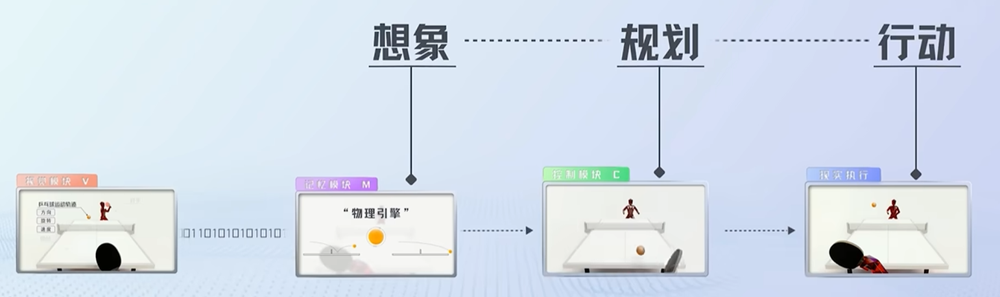 想象
规划
行动
视觉模块 V
乒乓球运动轨迹
方向
旋转
速度
01101010101010101
记忆模块 M
“物理引擎”
控制模块 C
现实执行